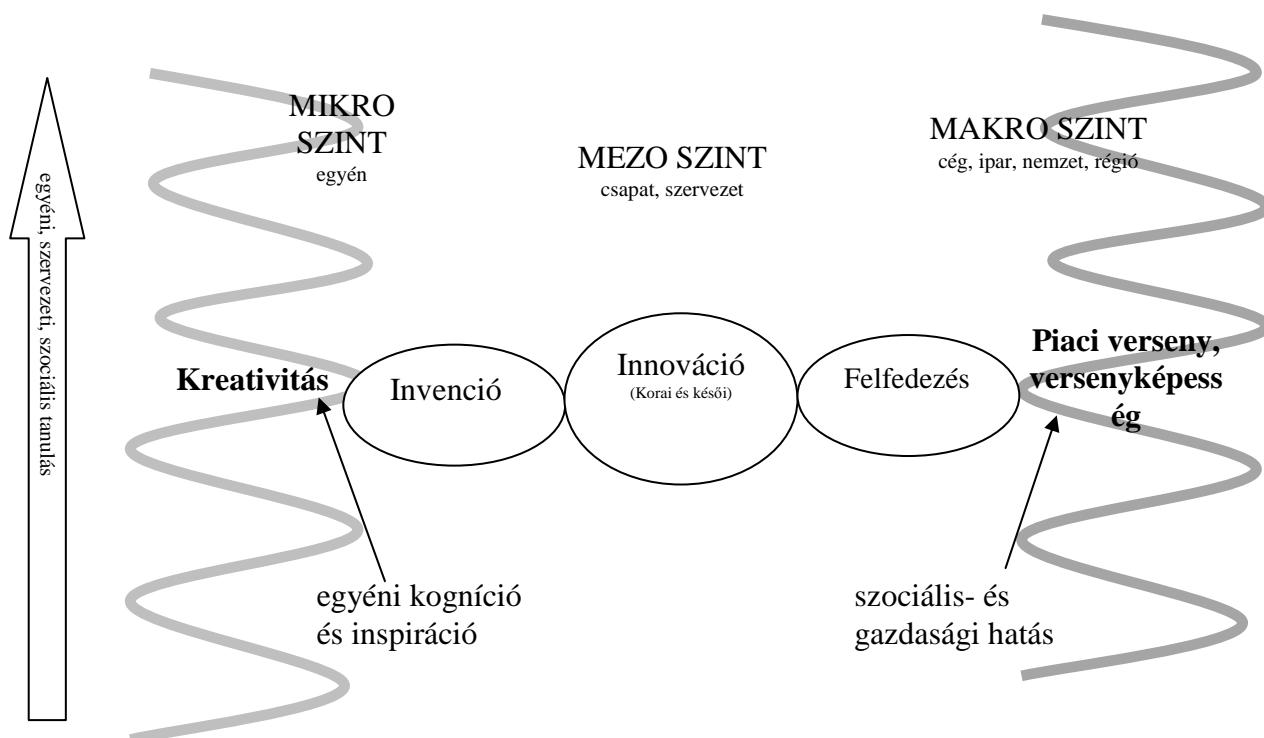 MIKRO
SZINT
egyén
MEZO SZINT
csapat, szervezet
MAKRO SZINT
cég, ipar, nemzet, régió
egyéni, szervezeti, szociális tanulás
Kreativitás
Invenció
Innováció
(Korai és késői)
Felfedezés
Piaci verseny,
versenyképess
ég
egyéni kogníció
és inspiráció
szociális- és
gazdasági hatás